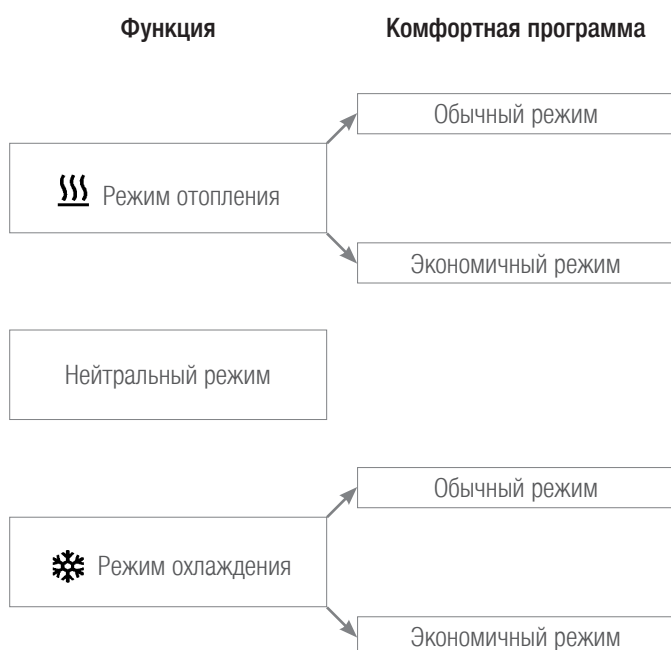 Функция
Комфортная программа
Обычный режим
Режим отопления
Экономичный режим
Нейтральный режим
Обычный режим
Режим охлаждения
Экономичный режим